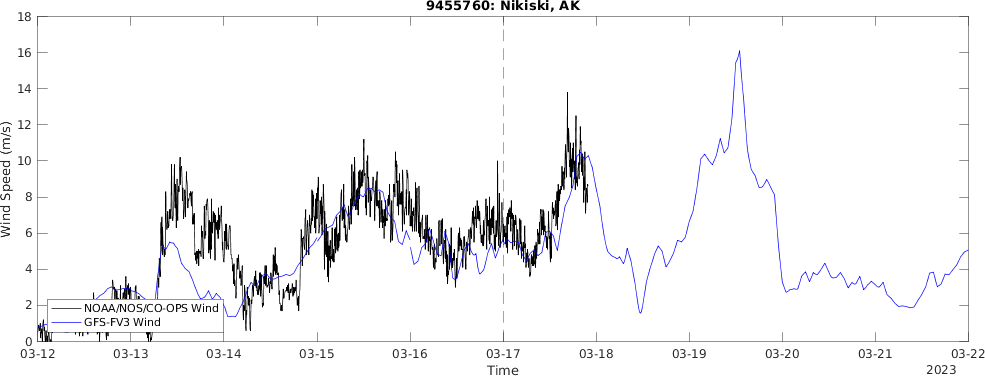 9455760: Nikiski, AK
18
16
14
12
10
8
6
4
2
0
Wind Speed (m/s)
NOAA/NOS/CO-OPS Wind
GFS-FV3 Wind
03-12 03-13 03-14 03-15 03-16 03-17 03-18 03-19 03-20 03-21 03-22
Time
2023